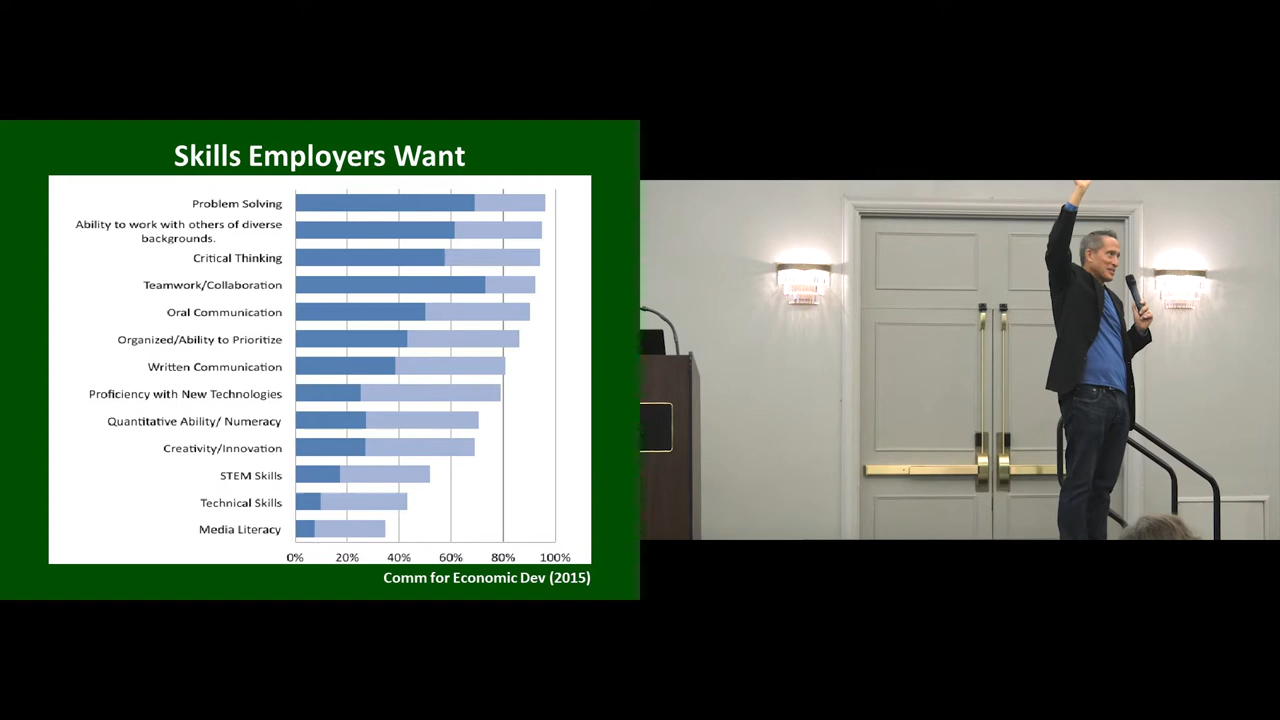 Skills Employers Want
Problem Solving
Ability to work with others of diverse
backgrounds.
Critical Thinking
Teamwork/Collaboration
Oral Communication
Organized/Ability to Prioritize
Written Communication
Proficiency with New Technologies
Quantitative Ability/ Numeracy
Creativity/Innovation
STEM Skills
Technical Skills
Media Literacy
0% 20% 40% 60% 80% 100%
Comm for Economic Dev (2015)